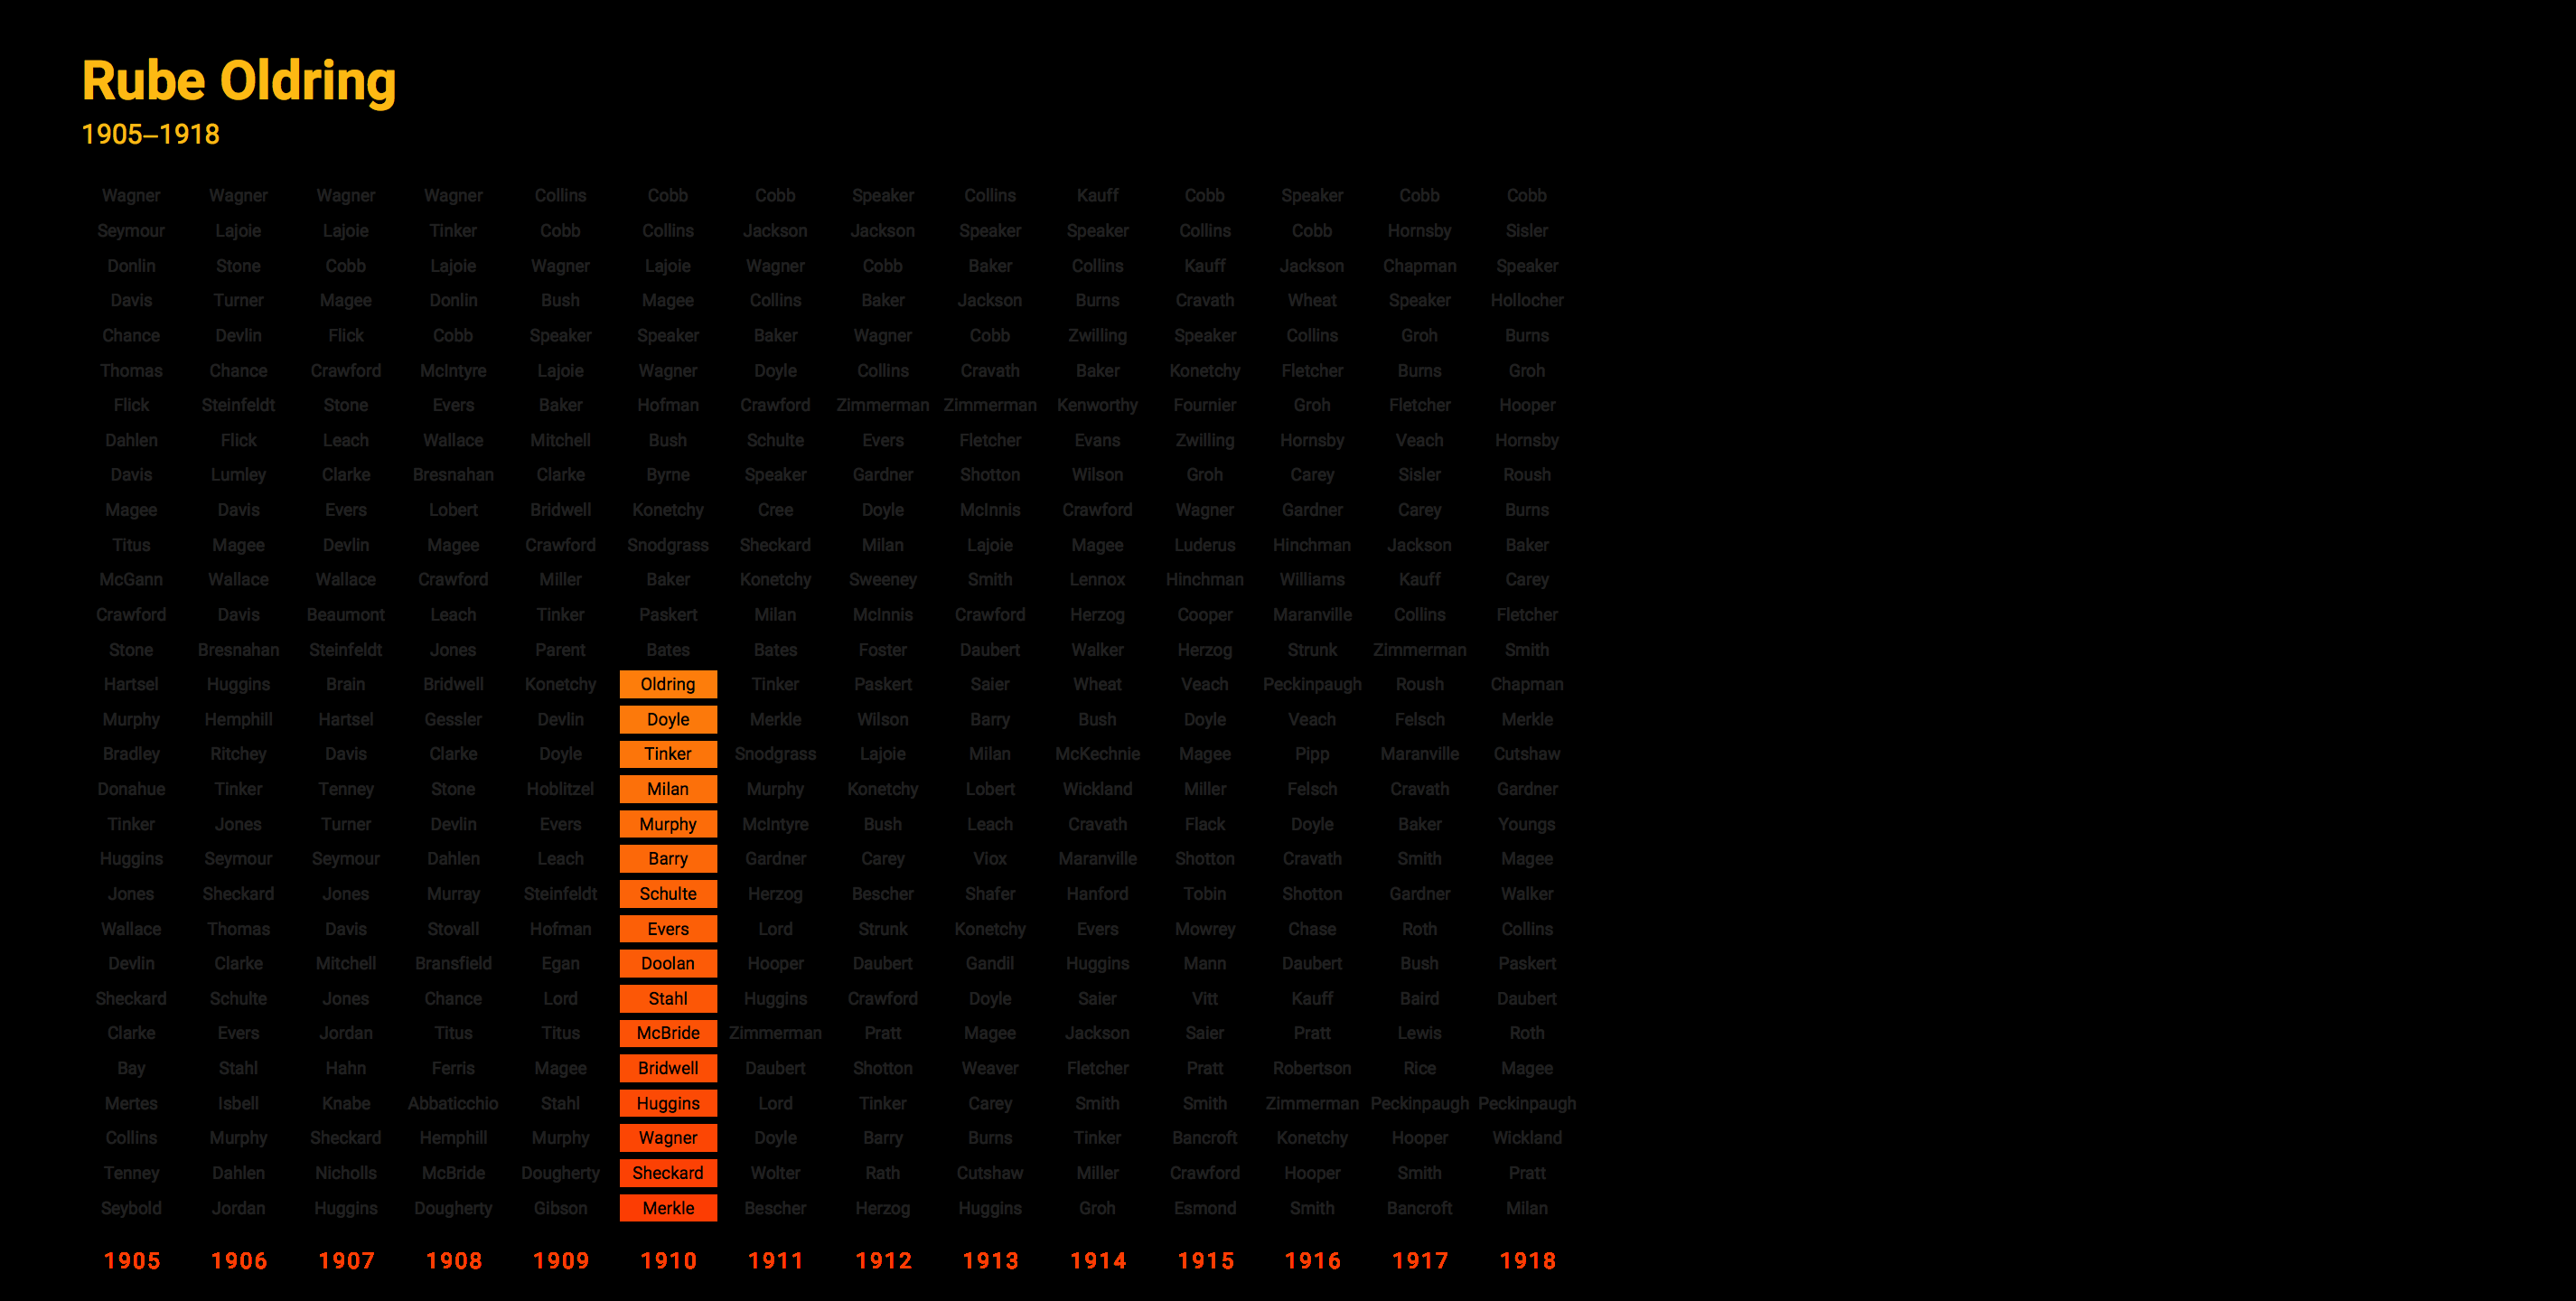 Rube Oldring
1905–1918
Wagner Wagner Wagner Wagner Collins Cobb Cobb Speaker Collins Kauff Cobb Speaker Cobb Cobb
Seymour Lajoie Lajoie Tinker Cobb Collins Jackson Jackson Speaker Speaker Collins Cobb Hornsby Sisler
Donlin Stone Cobb Lajoie Wagner Lajoie Wagner Cobb Baker Collins Kauff Jackson Chapman Speaker
Davis Turner Magee Donlin Bush Magee Collins Baker Jackson Burns Cravath Wheat Speaker Hollocher
Chance Devlin Flick Cobb Speaker Speaker Baker Wagner Cobb Zwilling Speaker Collins Groh Burns
Thomas Chance Crawford McIntyre Lajoie Wagner Doyle Collins Cravath Baker Konetchy Fletcher Burns Groh
Flick Steinfeldt Stone Evers Baker Hofman Crawford Zimmerman Zimmerman Kenworthy Fournier Groh Fletcher Hooper
Dahlen Flick Leach Wallace Mitchell Bush Schulte Evers Fletcher Evans Zwilling Hornsby Veach Hornsby
Davis Lumley Clarke Bresnahan Clarke Byrne Speaker Gardner Shotton Wilson Groh Carey Sisler Roush
Magee Davis Evers Lobert Bridwell Konetchy Cree Doyle McInnis Crawford Wagner Gardner Carey Burns
Titus Magee Devlin Magee Crawford Snodgrass Sheckard Milan Lajoie Magee Luderus Hinchman Jackson Baker
McGann Wallace Wallace Crawford Miller Baker Konetchy Sweeney Smith Lennox Hinchman Williams Kauff Carey
Crawford Davis Beaumont Leach Tinker Paskert Milan McInnis Crawford Herzog Cooper Maranville Collins Fletcher
Stone Bresnahan Steinfeldt Jones Parent Bates Bates Foster Daubert Walker Herzog Strunk Zimmerman Smith
Hartsel Huggins Brain Bridwell Konetchy Oldring Tinker Paskert Saier Wheat Veach Peckinpaugh Roush Chapman
Murphy Hemphill Hartsel Gessler Devlin Doyle Merkle Wilson Barry Bush Doyle Veach Felsch Merkle
Bradley Ritchey Davis Clarke Doyle Tinker Snodgrass Lajoie Milan McKechnie Magee Pipp Maranville Cutshaw
Donahue Tinker Tenney Stone Hoblitzel Milan Murphy Konetchy Lobert Wickland Miller Felsch Cravath Gardner
Tinker Jones Turner Devlin Evers Murphy McIntyre Bush Leach Cravath Flack Doyle Baker Youngs
Huggins Seymour Seymour Dahlen Leach Barry Gardner Carey Viox Maranville Shotton Cravath Smith Magee
Jones Sheckard Jones Murray Steinfeldt Schulte Herzog Bescher Shafer Hanford Tobin Shotton Gardner Walker
Wallace Thomas Davis Stovall Hofman Evers Lord Strunk Konetchy Evers Mowrey Chase Roth Collins
Devlin Clarke Mitchell Bransfield Egan Doolan Hooper Daubert Gandil Huggins Mann Daubert Bush Paskert
Sheckard Schulte Jones Chance Lord Stahl Huggins Crawford Doyle Saier Vitt Kauff Baird Daubert
Clarke Evers Jordan Titus Titus McBride Zimmerman Pratt Magee Jackson Saier Pratt Lewis Roth
Bay Stahl Hahn Ferris Magee Bridwell Daubert Shotton Weaver Fletcher Pratt Robertson Rice Magee
Mertes Isbell Knabe Abbaticchio Stahl Huggins Lord Tinker Carey Smith Smith Zimmerman Peckinpaugh Peckinpaugh
Collins Murphy Sheckard Hemphill Murphy Wagner Doyle Barry Burns Tinker Bancroft Konetchy Hooper Wickland
Tenney Dahlen Nicholls McBride Dougherty Sheckard Wolter Rath Cutshaw Miller Crawford Hooper Smith Pratt
Seybold Jordan Huggins Dougherty Gibson Merkle Bescher Herzog Huggins Groh Esmond Smith Bancroft Milan
1905 1906 1907 1908 1909 1910 1911 1912 1913 1914 1915 1916 1917 1918